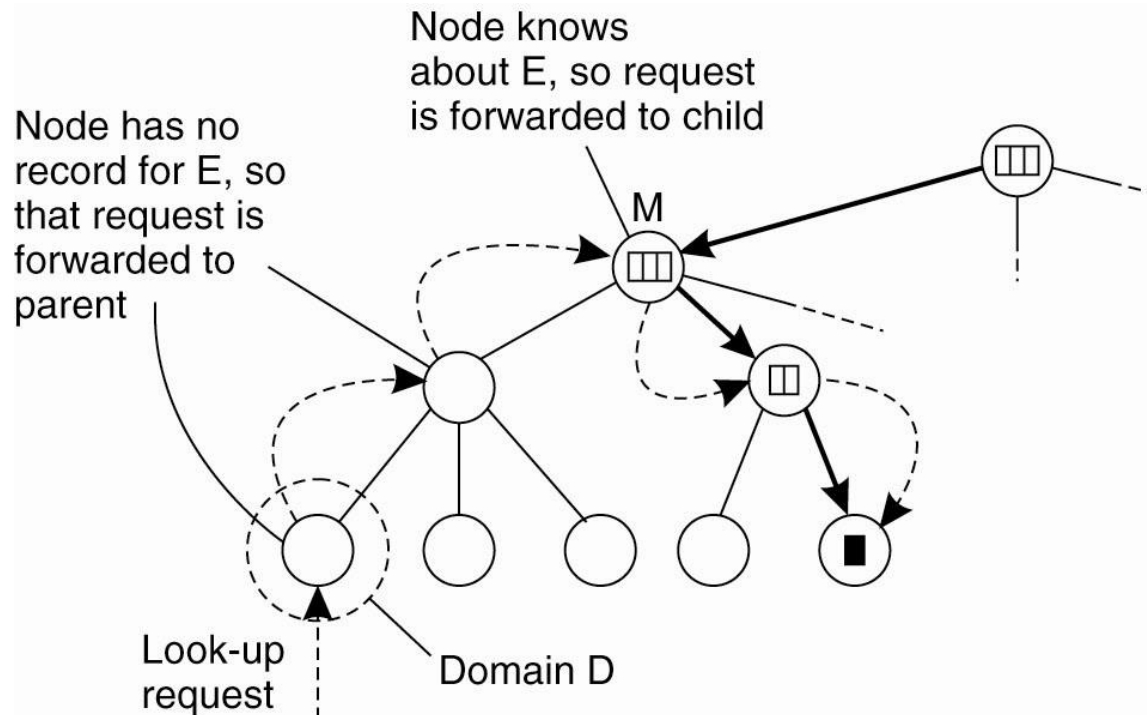 Node knows
about E, so request
is forwarded to child
Node has no
record for E, so
that request is
forwarded to
parent
M
Look-up
request
Domain D